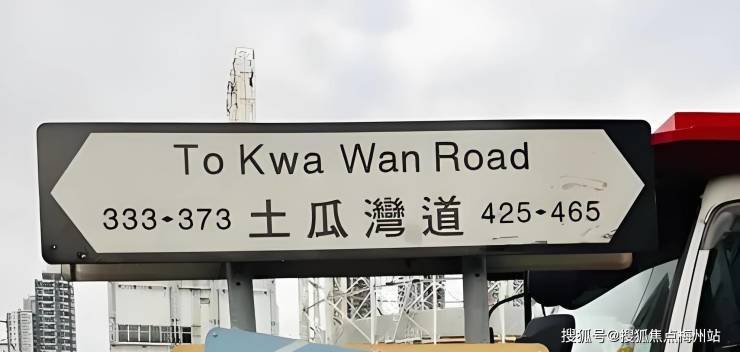 To Kwa Wan Road
333◆373 土瓜灣道 425◆465
搜狐号@搜狐焦点梅州站